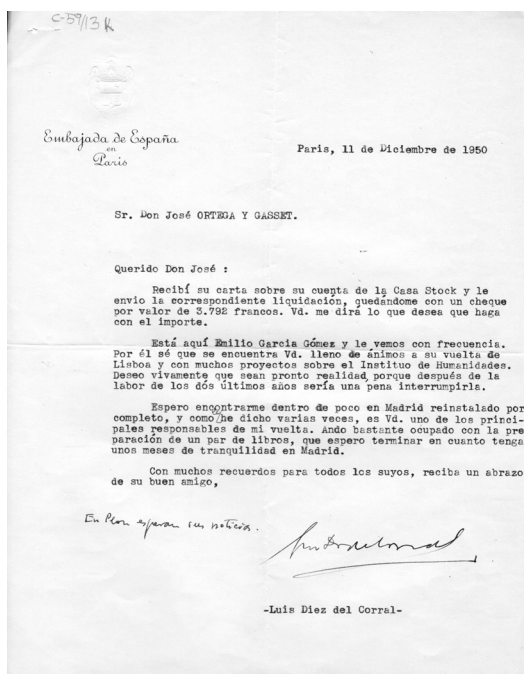 C-59/13 K
Embajada de España
en
Paris
Paris, 11 de Diciembre de 1950
Sr. Don José ORTEGA Y GASSET.
Querido Don José :
Recibí su carta sobre su cuenta de la Casa Stock y le
envio la correspondiente liquidación, quedándome con un cheque
por valor de 3.792 francos. Vd. me dirá lo que desea que haga
con el importe.
Está aquí Emilio Garcia Gómez y le vemos con frecuencia.
Por él sé que se encuentra Vd. lleno de ánimos a su vuelta de
Lisboa y con muchos proyectos sobre el Instituo de Humanidades.
Deseo vivamente que sean pronto realidad, porque después de la
labor de los dós últimos años sería una pena interrumpirla.
Espero encontrarme dentro de poco en Madrid reinstalado por
completo, y como he dicho varias veces, es Vd. uno de los princi-
pales responsables de mi vuelta. Ando bastante ocupado con la pre
paración de un par de libros, que espero terminar en cuanto tenga
unos meses de tranquilidad en Madrid.
Con muchos recuerdos para todos los suyos, reciba un abrazo
de su buen amigo,
En Plon esperan sus noticias.
-Luis Diez del Corral-